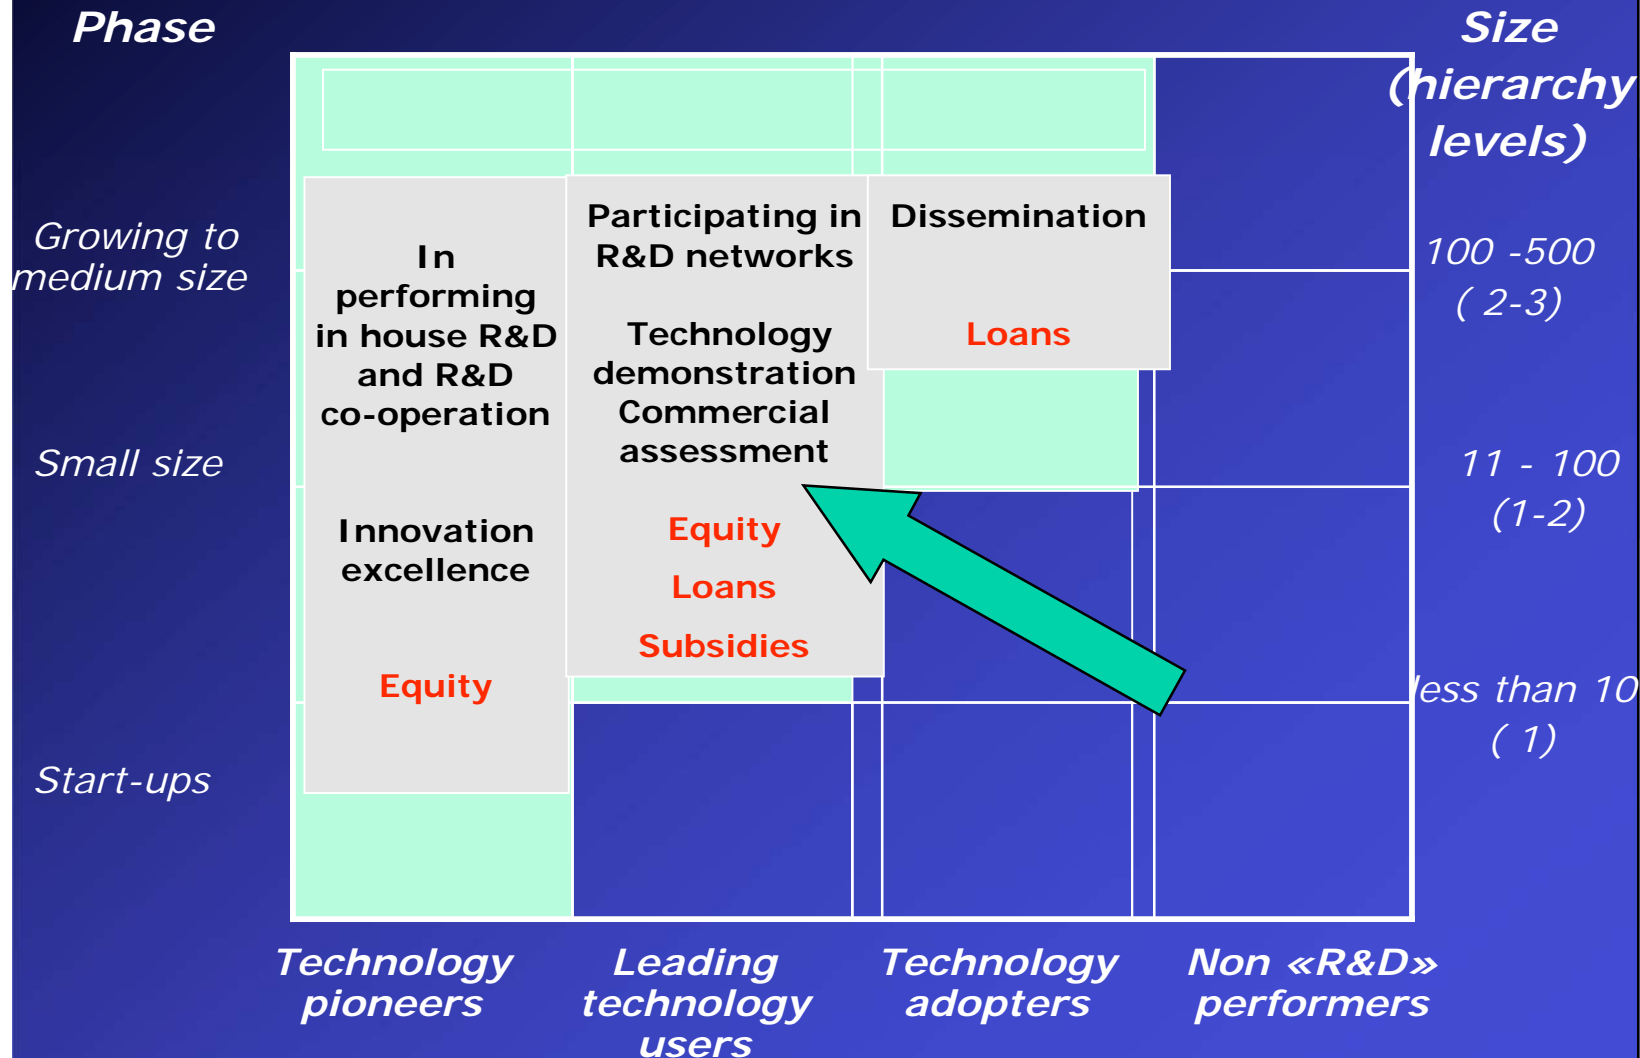 Phase
Size
(hierarchy
levels)
Growing to
medium size
Small size
Start-ups
In
performing
in house R&D
and R&D
co-operation
Innovation
excellence
Equity
Participating in
R&D networks
Technology
demonstration
Commercial
assessment
Equity
Loans
Subsidies
Dissemination
Loans
100 -500
( 2-3)
11 - 100
(1-2)
less than 10
( 1)
Technology
pioneers
Leading
technology
users
Technology
adopters
Non «R&D»
performers